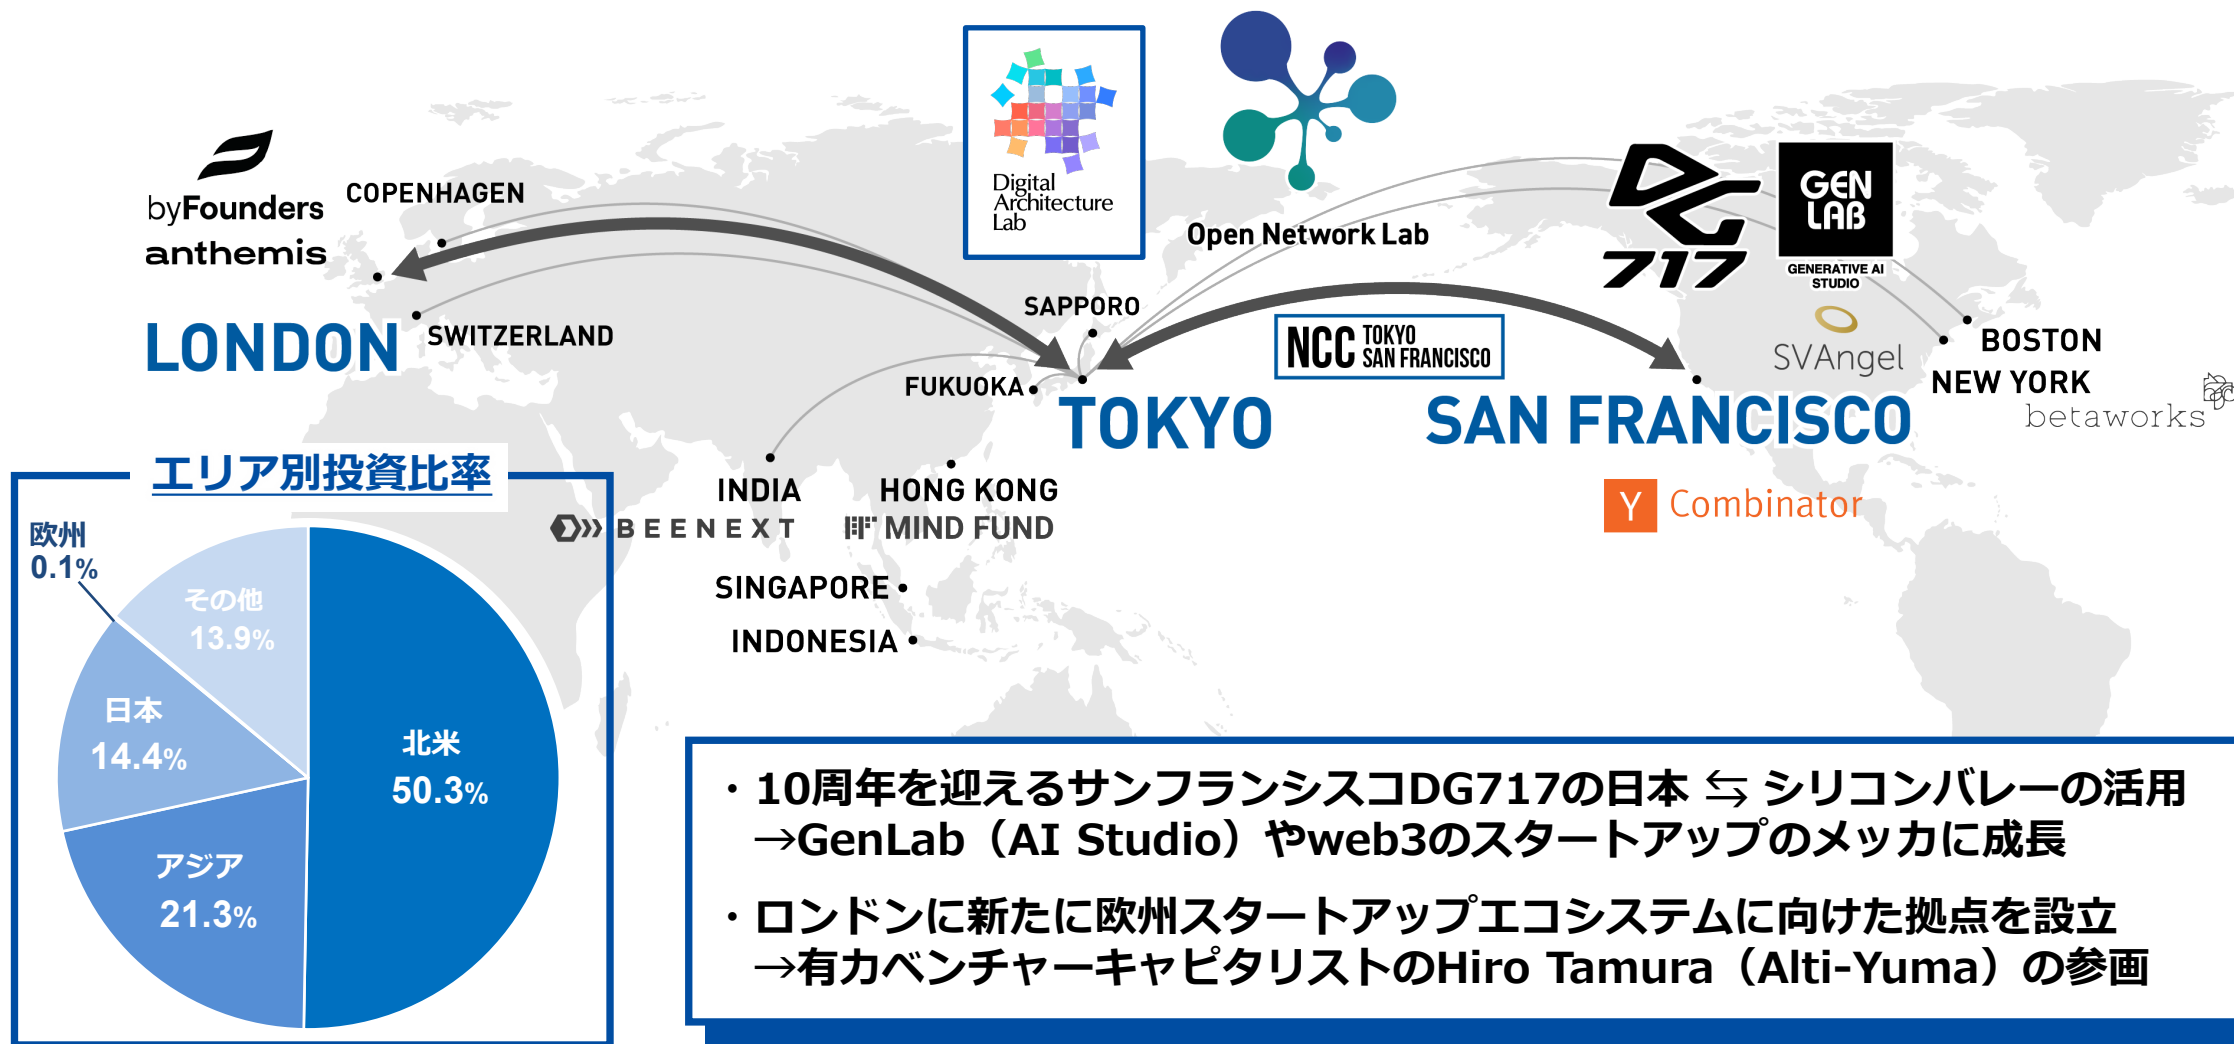 Digital
Architecture
Lab
Open Network Lab
byFounders
anthemis
COPENHAGEN
LONDON
SWITZERLAND
SAPPORO
FUKUOKA
TOKYO
NCC TOKYO
SAN FRANCISCO
DG
717
GEN
LAB
GENERATIVE AI
STUDIO
SVAngel
BOSTON
NEW YORK
betaworks
SAN FRANCISCO
Y Combinator
INDIA
BEENEXT
HONG KONG
MIND FUND
SINGAPORE
INDONESIA
エリア別投資比率
欧州
0.1%
その他
13.9%
日本
14.4%
北米
50.3%
アジア
21.3%
・10周年を迎えるサンフランシスコDG717の日本 ⇆ シリコンバレーの活用
→GenLab（AI Studio）やweb3のスタートアップのメッカに成長
・ロンドンに新たに欧州スタートアップエコシステムに向けた拠点を設立
→有力ベンチャーキャピタリストのHiro Tamura（Alti-Yuma）の参画